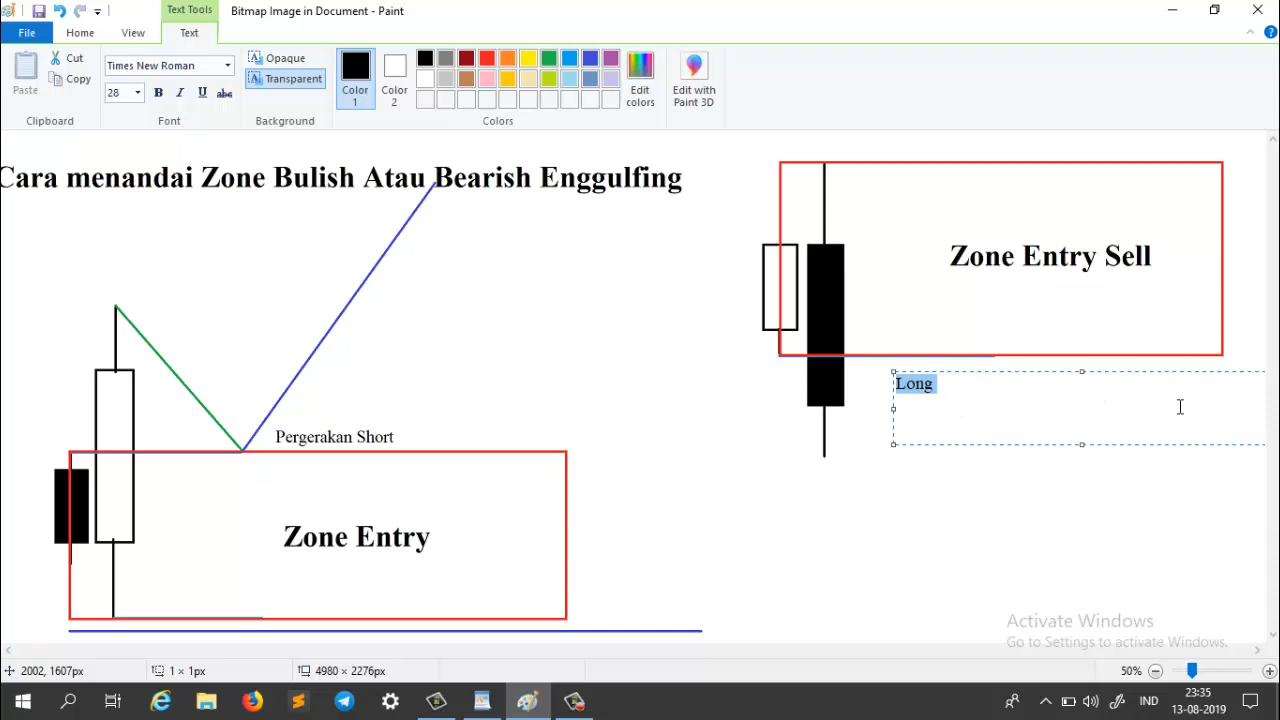 Text Tools
Bitmap Image in Document - Paint
File
Home
View
Text
Paste
Cut
Copy
Clipboard
Times New Roman
28
B I U abc
Font
Opaque
Transparent
Background
Color 1
Color 2
Edit colors
Colors
Edit with Paint 3D
Cara menandai Zone Bulish Atau Bearish Enggulfing
Zone Entry Sell
Long
Pergerakan Short
Zone Entry
Activate Windows
Go to Settings to activate Windows.
2002, 1607px
1 × 1px
4980 × 2276px
50%
IND
23:35
13-08-2019